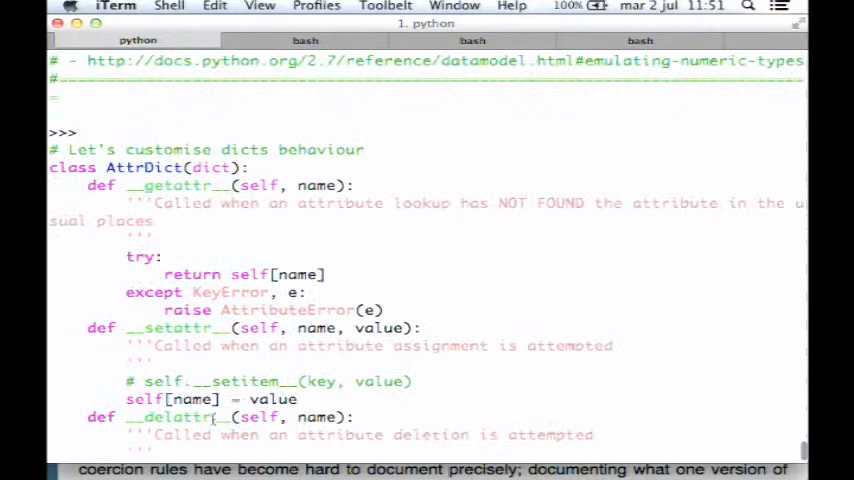 iTerm Shell Edit View Profiles Toolbelt Window Help 100% mar 2 jul 11:51
1. python
python bash bash bash
# - http://docs.python.org/2.7/reference/datamodel.html#emulating-numeric-types
#-------------------------------------------------------------------------------
-
>>>
# Let's customise dicts behaviour
class AttrDict(dict):
    def __getattr__(self, name):
        '''Called when an attribute lookup has NOT FOUND the attribute in the u
sual places
        '''
        try:
            return self[name]
        except KeyError, e:
            raise AttributeError(e)
    def __setattr__(self, name, value):
        '''Called when an attribute assignment is attempted
        '''
        # self.__setitem__(key, value)
        self[name] = value
    def __delattr__(self, name):
        '''Called when an attribute deletion is attempted
        '''
coercion rules have become hard to document precisely; documenting what one version of